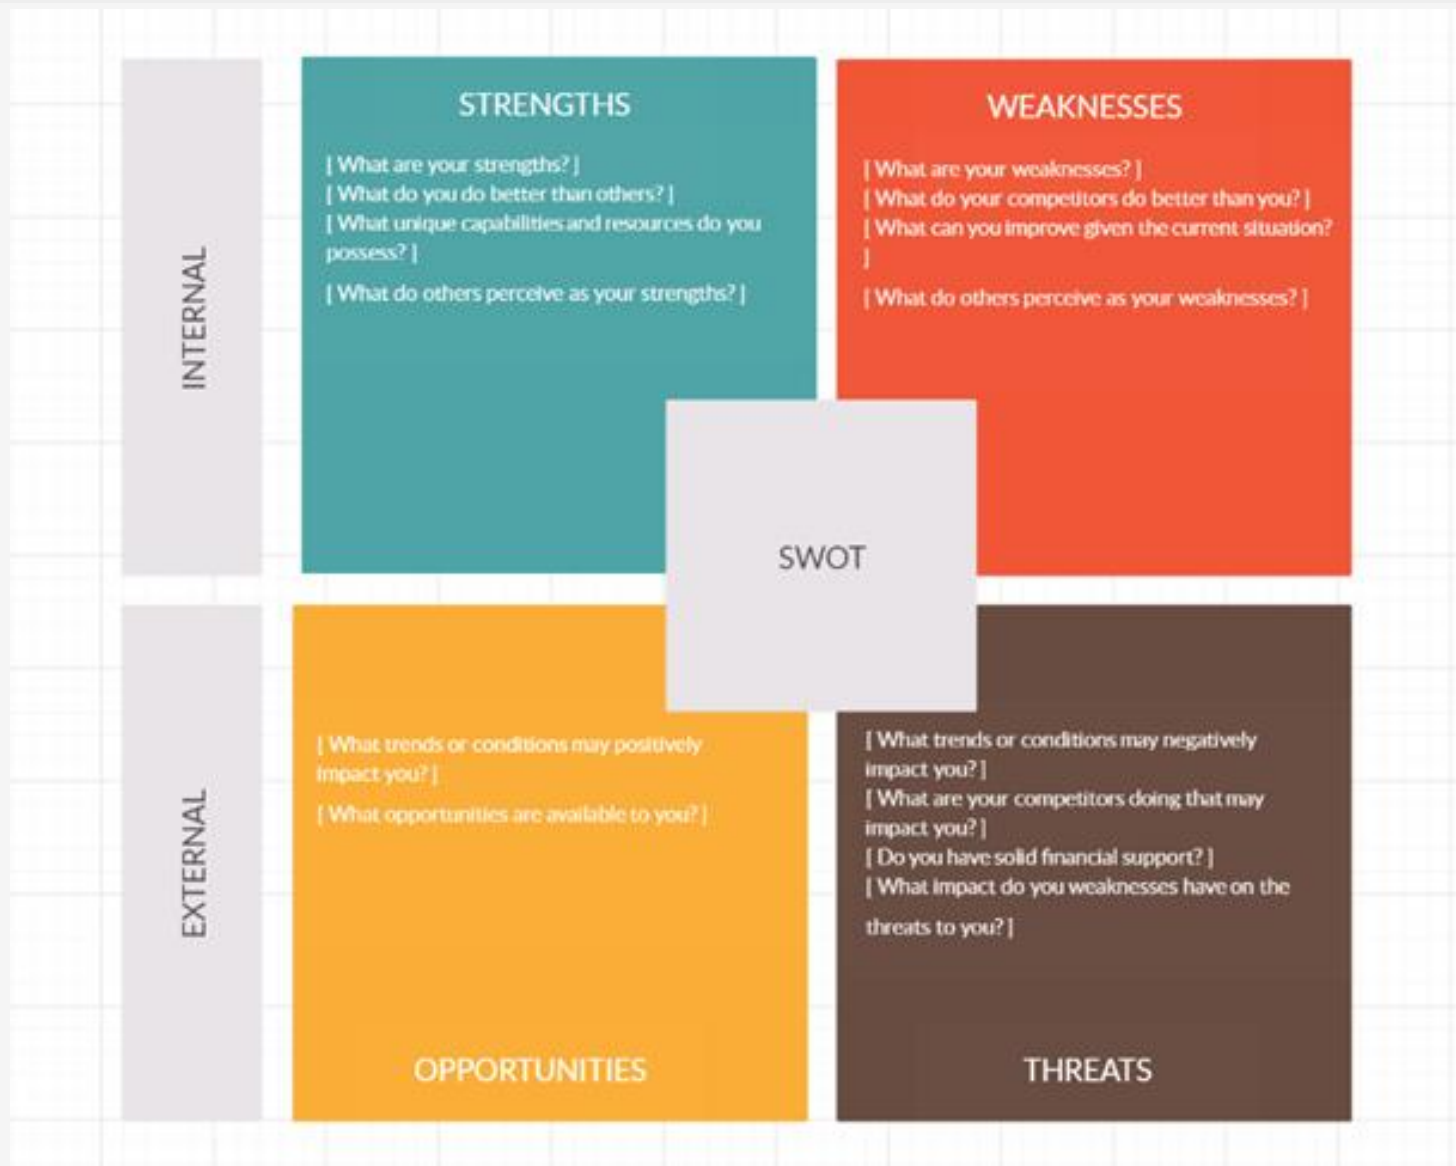 INTERNAL
STRENGTHS
[ What are your strengths? ]
[ What do you do better than others? ]
[ What unique capabilities and resources do you
possess? ]
[ What do others perceive as your strengths? ]
WEAKNESSES
[ What are your weaknesses? ]
[ What do your competitors do better than you? ]
[ What can you improve given the current situation?
]
[ What do others perceive as your weaknesses? ]
SWOT
EXTERNAL
[ What trends or conditions may positively
impact you? ]
[ What opportunities are available to you? ]
OPPORTUNITIES
[ What trends or conditions may negatively
impact you? ]
[ What are your competitors doing that may
impact you? ]
[ Do you have solid financial support? ]
[ What impact do you weaknesses have on the
threats to you? ]
THREATS